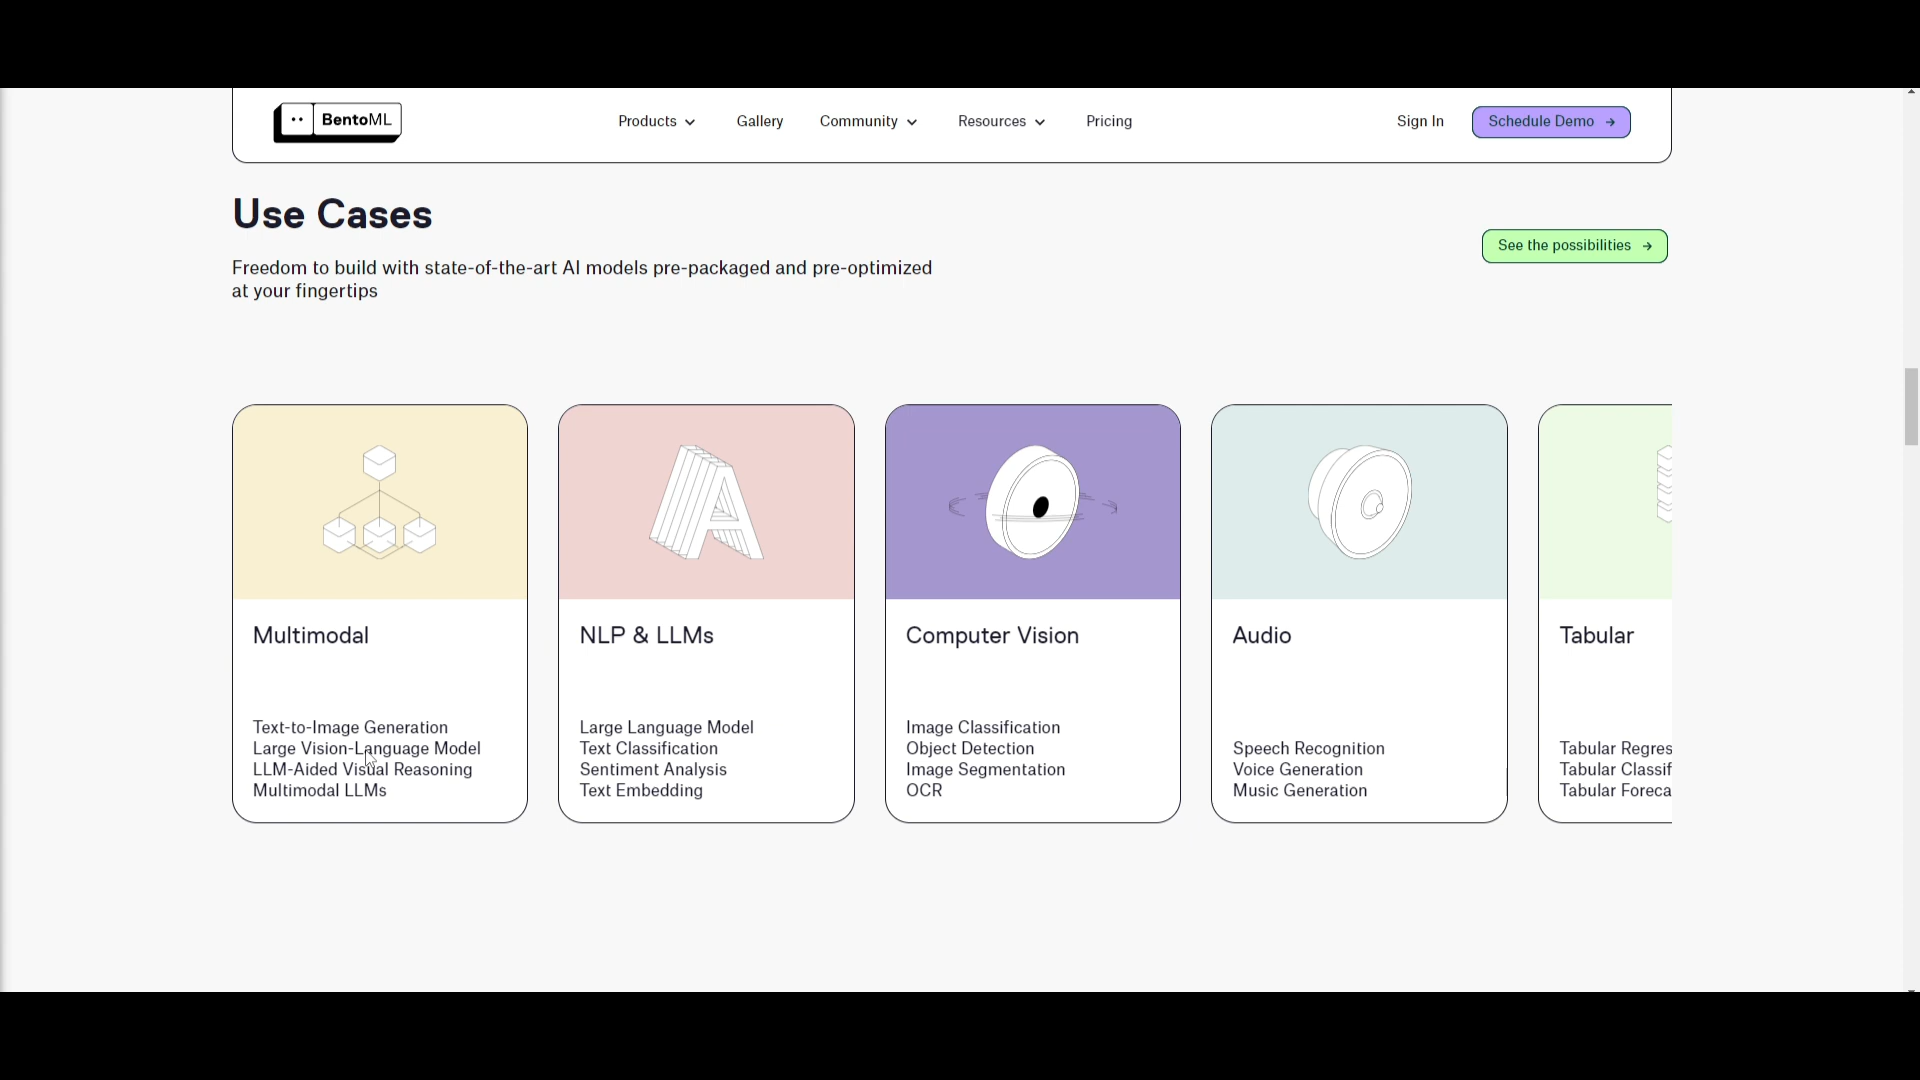 BentoML
Products
Gallery
Community
Resources
Pricing
Sign In
Schedule Demo
Use Cases
See the possibilities
Freedom to build with state-of-the-art AI models pre-packaged and pre-optimized
at your fingertips
Multimodal
Text-to-Image Generation
Large Vision-Language Model
LLM-Aided Visual Reasoning
Multimodal LLMs
NLP & LLMs
Large Language Model
Text Classification
Sentiment Analysis
Text Embedding
Computer Vision
Image Classification
Object Detection
Image Segmentation
OCR
Audio
Speech Recognition
Voice Generation
Music Generation
Tabular
Tabular Regres
Tabular Classif
Tabular Foreca